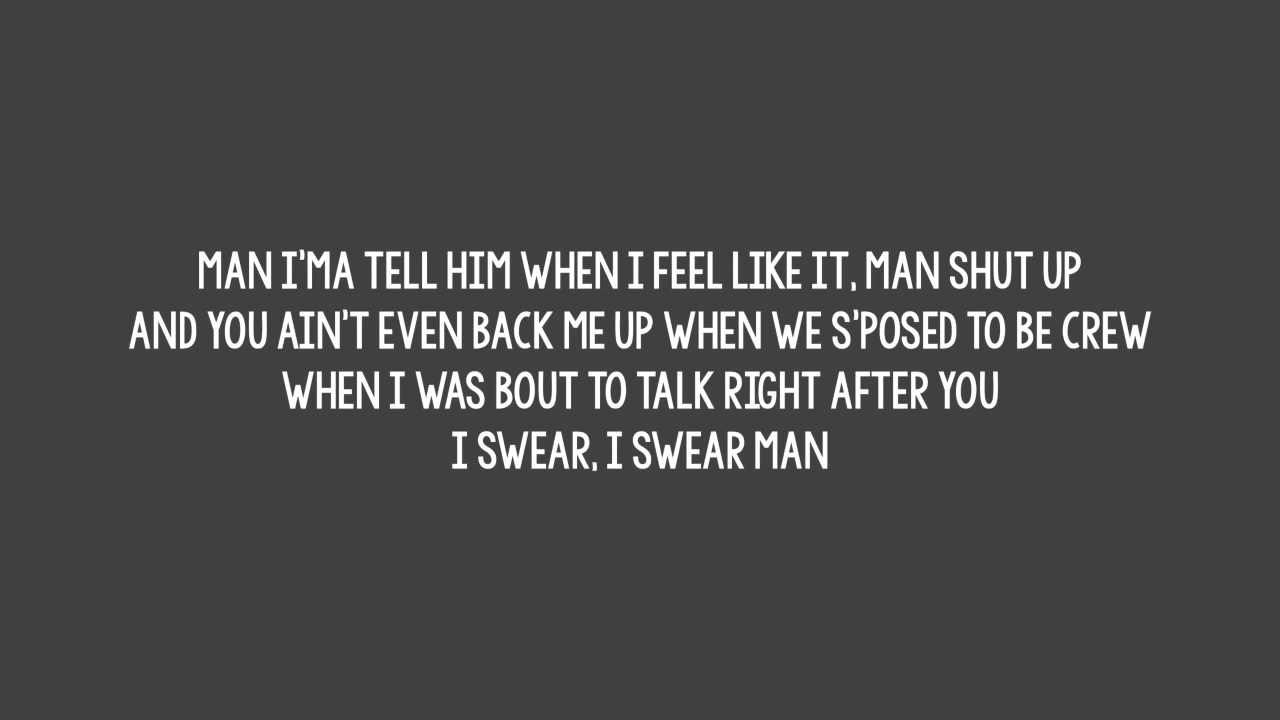 MAN I'MA TELL HIM WHEN I FEEL LIKE IT, MAN SHUT UP
AND YOU AIN'T EVEN BACK ME UP WHEN WE S'POSED TO BE CREW
WHEN I WAS BOUT TO TALK RIGHT AFTER YOU
I SWEAR, I SWEAR MAN